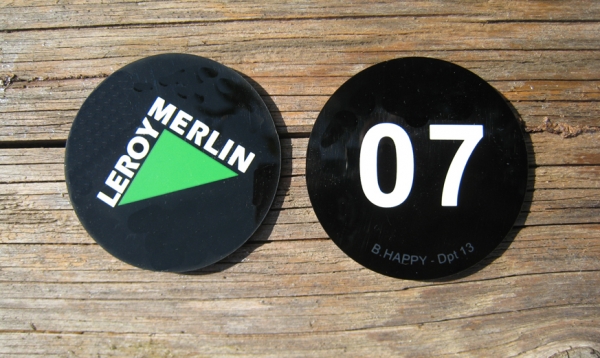 LEROY MERLIN
07
B.HAPPY - Dpt 13